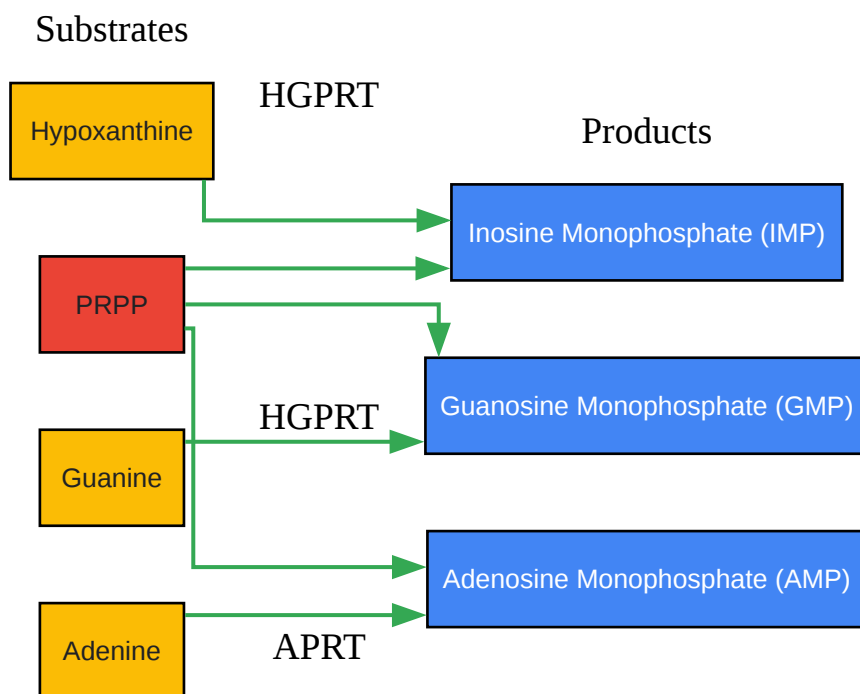 Substrates
HGPRT
Hypoxanthine
Products
Inosine Monophosphate (IMP)
PRPP
Guanosine Monophosphate (GMP)
HGPRT
Guanine
Adenosine Monophosphate (AMP)
Adenine
APRT